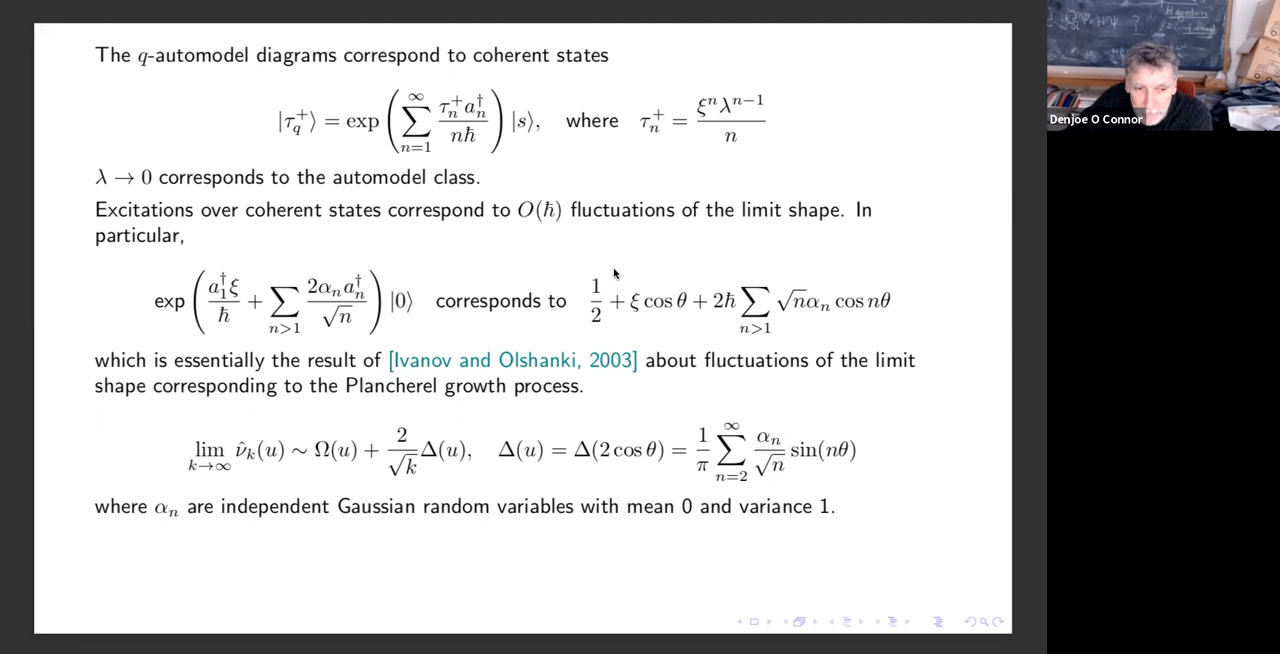 The q-automodel diagrams correspond to coherent states
|τ_q^+⟩ = exp ( ∑_{n=1}^{∞} τ_n^+ a_n^† / nℏ ) |s⟩, where τ_n^+ = ξ^n λ^{n−1} / n
λ → 0 corresponds to the automodel class.
Excitations over coherent states correspond to O(ℏ) fluctuations of the limit shape. In
particular,
exp ( a_1^† ξ / ℏ + ∑_{n>1} 2α_n a_n^† / √n ) |0⟩ corresponds to 1/2 + ξ cos θ + 2ℏ ∑_{n>1} √n α_n cos nθ
which is essentially the result of [Ivanov and Olshanki, 2003] about fluctuations of the limit
shape corresponding to the Plancherel growth process.
lim_{k→∞} ν̂_k(u) ∼ Ω(u) + 2/√k Δ(u), Δ(u) = Δ(2 cos θ) = 1/π ∑_{n=2}^{∞} α_n/√n sin(nθ)
where α_n are independent Gaussian random variables with mean 0 and variance 1.
Denjoe O Connor